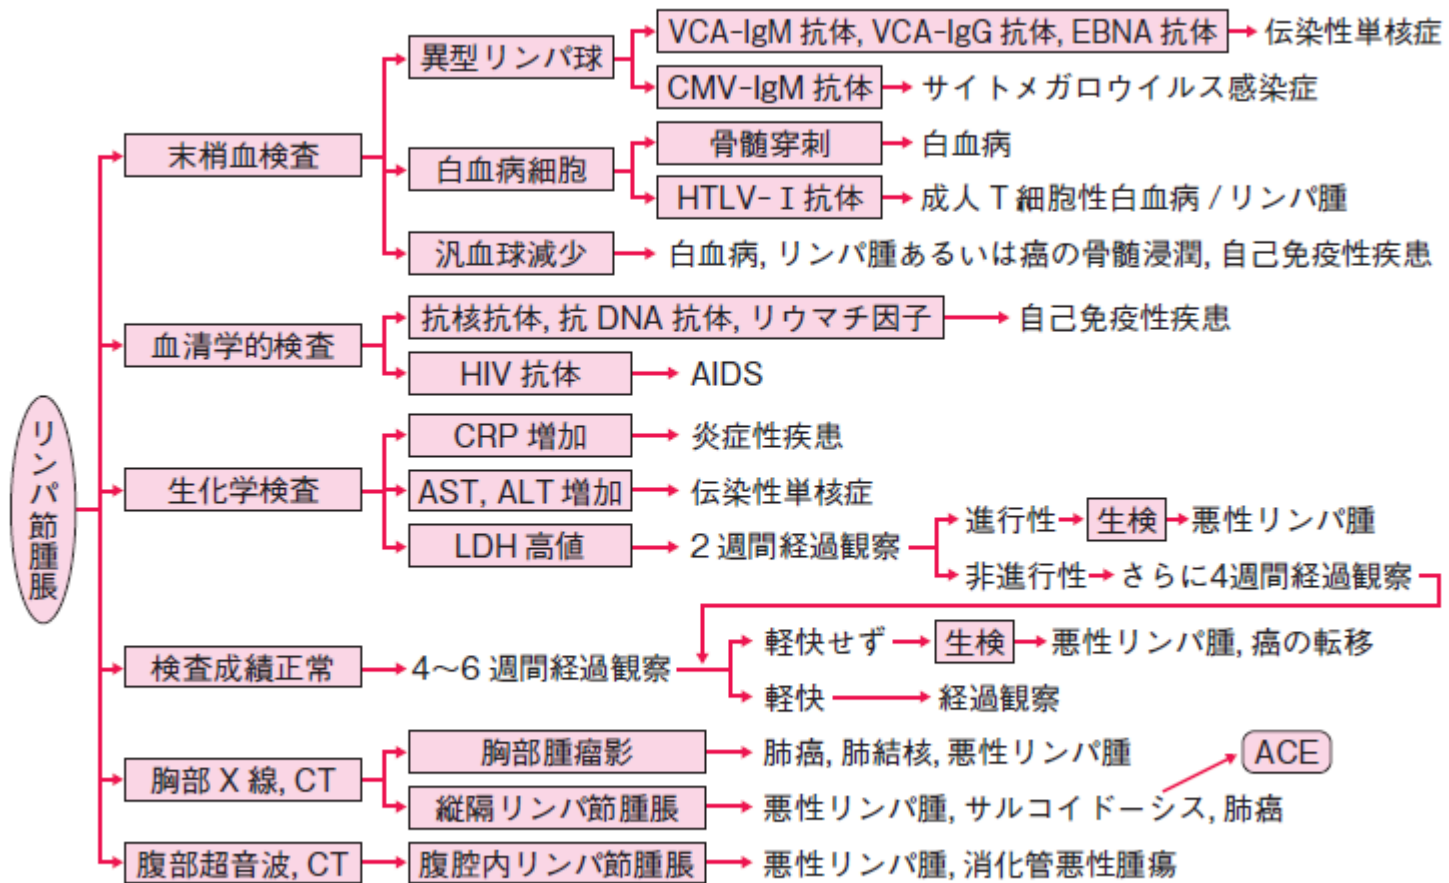 リンパ節腫脹
末梢血検査
異型リンパ球
VCA-IgM 抗体, VCA-IgG 抗体, EBNA 抗体
伝染性単核症
CMV-IgM 抗体
サイトメガロウイルス感染症
白血病細胞
骨髄穿刺
白血病
HTLV-Ⅰ抗体
成人 T 細胞性白血病 / リンパ腫
汎血球減少
白血病, リンパ腫あるいは癌の骨髄浸潤, 自己免疫性疾患
血清学的検査
抗核抗体, 抗 DNA 抗体, リウマチ因子
自己免疫性疾患
HIV 抗体
AIDS
生化学検査
CRP 増加
炎症性疾患
AST, ALT 増加
伝染性単核症
LDH 高値
2 週間経過観察
進行性
生検
悪性リンパ腫
非進行性
さらに4週間経過観察
検査成績正常
4〜6 週間経過観察
軽快せず
生検
悪性リンパ腫, 癌の転移
軽快
経過観察
胸部 X 線, CT
胸部腫瘤影
肺癌, 肺結核, 悪性リンパ腫
ACE
縦隔リンパ節腫脹
悪性リンパ腫, サルコイドーシス, 肺癌
腹部超音波, CT
腹腔内リンパ節腫脹
悪性リンパ腫, 消化管悪性腫瘍